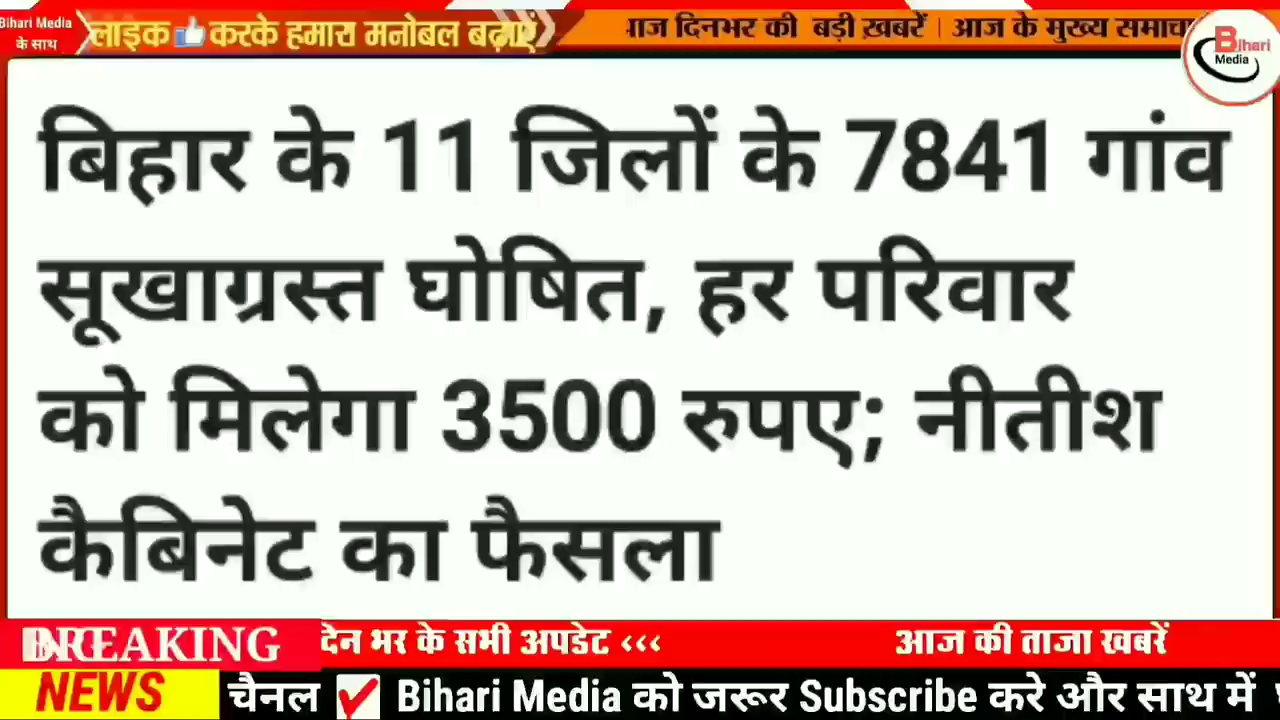 Bihari Media
के साथ
लाइक करके हमारा मनोबल बढ़ाएं
दिनभर की बड़ी ख़बरें | आज के मुख्य
Bihari
Media
बिहार के 11 जिलों के 7841 गांव
सूखाग्रस्त घोषित, हर परिवार
को मिलेगा 3500 रुपए; नीतीश
कैबिनेट का फैसला
BREAKING
दिन भर के सभी अपडेट ‹‹‹ आज की ताजा खबरें
NEWS
चैनल Bihari Media को जरूर Subscribe करे और साथ में